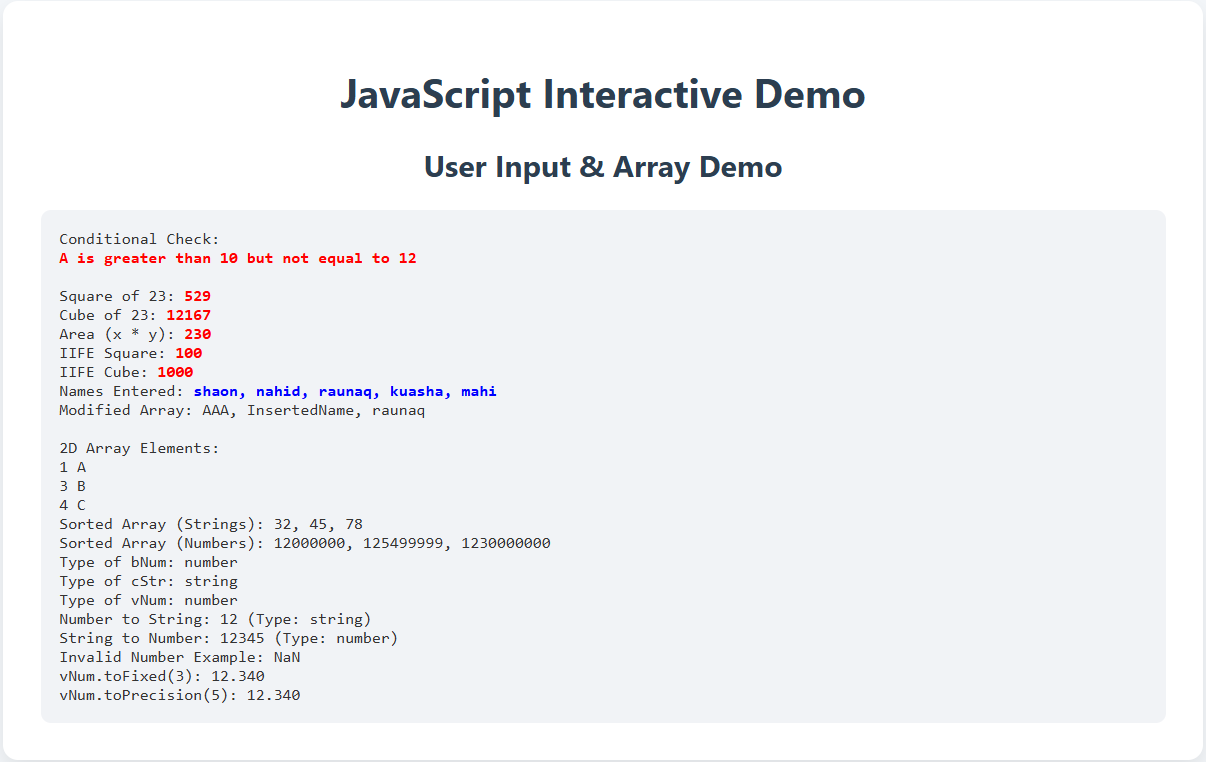 JavaScript Interactive Demo
User Input & Array Demo
Conditional Check:
A is greater than 10 but not equal to 12
Square of 23: 529
Cube of 23: 12167
Area (x * y): 230
IIFE Square: 100
IIFE Cube: 1000
Names Entered: shaon, nahid, raunaq, kuasha, mahi
Modified Array: AAA, InsertedName, raunaq
2D Array Elements:
1 A
3 B
4 C
Sorted Array (Strings): 32, 45, 78
Sorted Array (Numbers): 12000000, 125499999, 1230000000
Type of bNum: number
Type of cStr: string
Type of vNum: number
Number to String: 12 (Type: string)
String to Number: 12345 (Type: number)
Invalid Number Example: NaN
vNum.toFixed(3): 12.340
vNum.toPrecision(5): 12.340